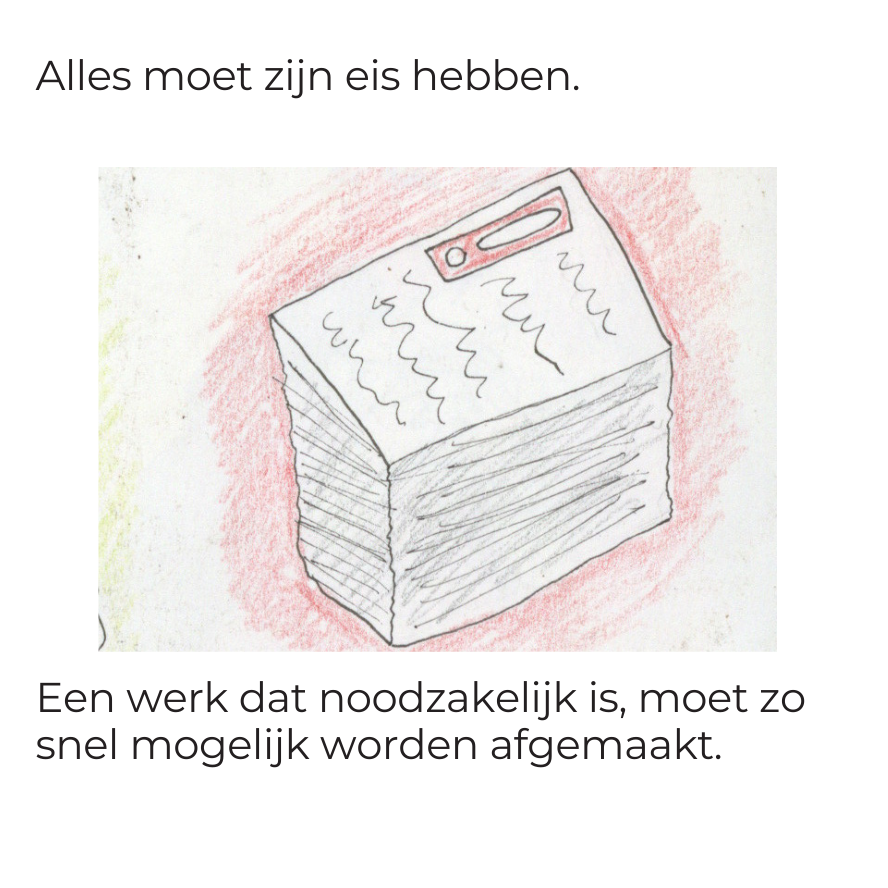 Alles moet zijn eis hebben.
Een werk dat noodzakelijk is, moet zo
snel mogelijk worden afgemaakt.